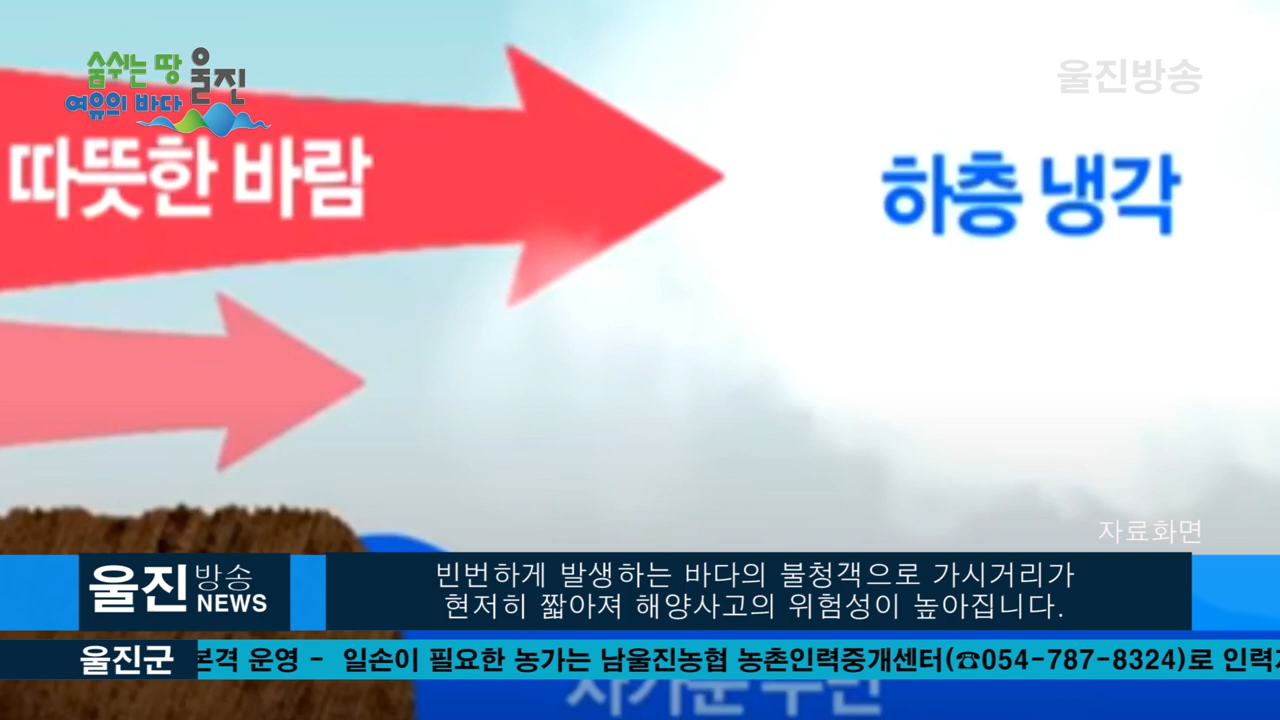 숨쉬는 땅 울진
여유의 바다
울진방송
따뜻한 바람
하층 냉각
자료화면
울진 방송 NEWS
빈번하게 발생하는 바다의 불청객으로 가시거리가
현저히 짧아져 해양사고의 위험성이 높아집니다.
울진군
본격 운영 - 일손이 필요한 농가는 남울진농협 농촌인력중개센터(☎054-787-8324)로 인력